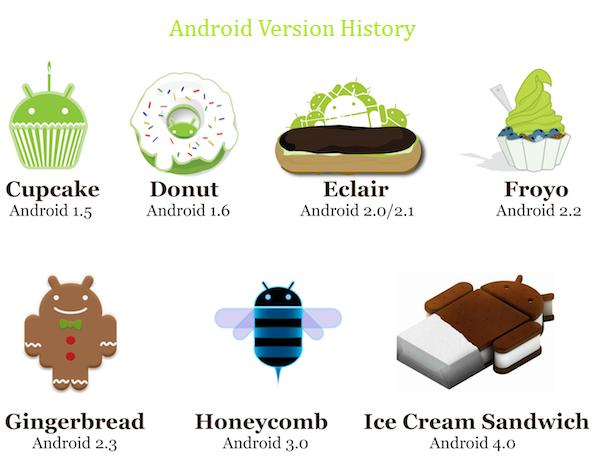 Android Version History
Cupcake
Android 1.5
Donut
Android 1.6
Eclair
Android 2.0/2.1
Froyo
Android 2.2
Gingerbread
Android 2.3
Honeycomb
Android 3.0
Ice Cream Sandwich
Android 4.0